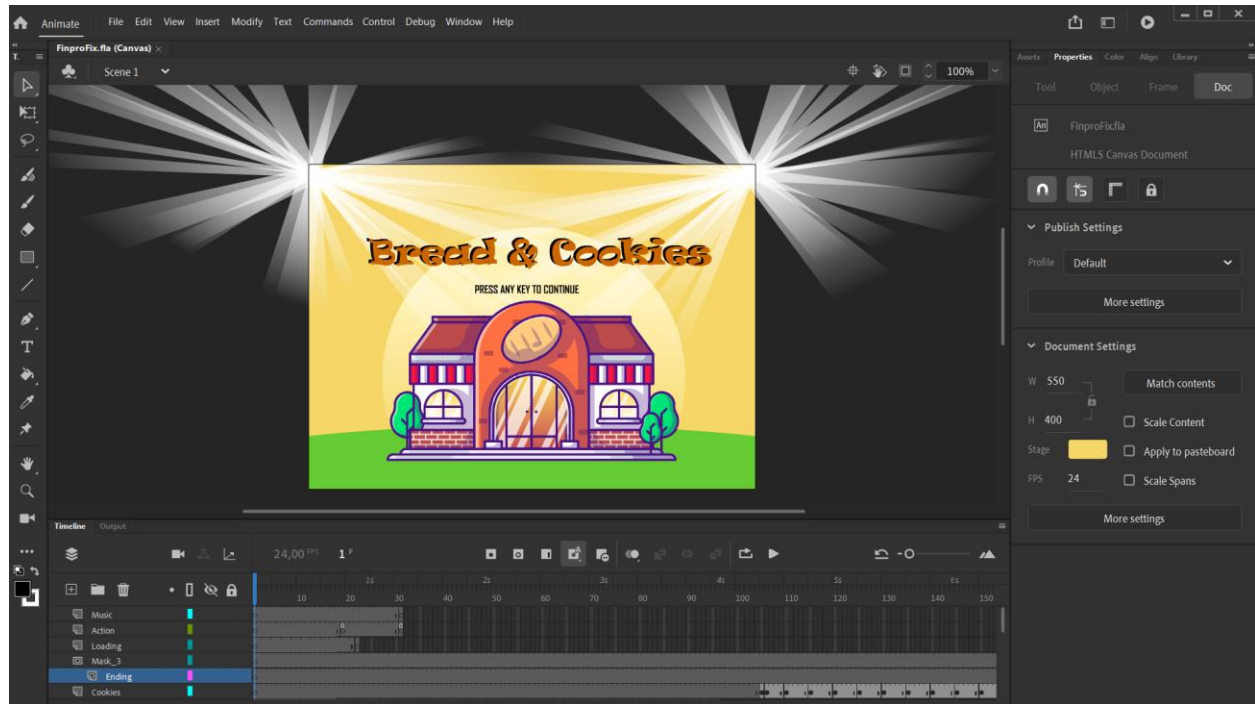 Animate File Edit View Insert Modify Text Commands Control Debug Window Help
FinproFix.fla (Canvas) ×
T.
Assets Properties Color Align Library
Scene 1 100%
Tool Object Frame Doc
An FinproFix.fla
HTML5 Canvas Document
Publish Settings
Profile Default
More settings
Bread & Cookies
PRESS ANY KEY TO CONTINUE
Document Settings
W 550 Match contents
H 400 Scale Content
Stage Apply to pasteboard
FPS 24 Scale Spans
More settings
Timeline Output
24,00 FPS 1 F
1s 2s 3s 4s 5s 6s
10 20 30 40 50 60 70 80 90 100 110 120 130 140 150
Music
Action
Loading
Mask_3
Ending
Cookies